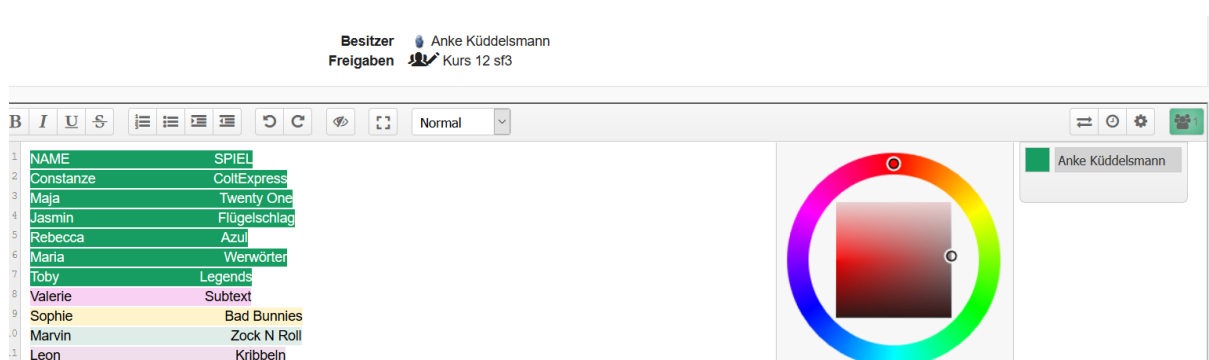 Besitzer Anke Küddelsmann
Freigaben Kurs 12 sf3
B I U S Normal 1
1 NAME SPIEL
2 Constanze ColtExpress
3 Maja Twenty One
4 Jasmin Flügelschlag
5 Rebecca Azul
6 Maria Werwörter
7 Toby Legends
8 Valerie Subtext
9 Sophie Bad Bunnies
10 Marvin Zock N Roll
11 Leon Kribbeln
Anke Küddelsmann